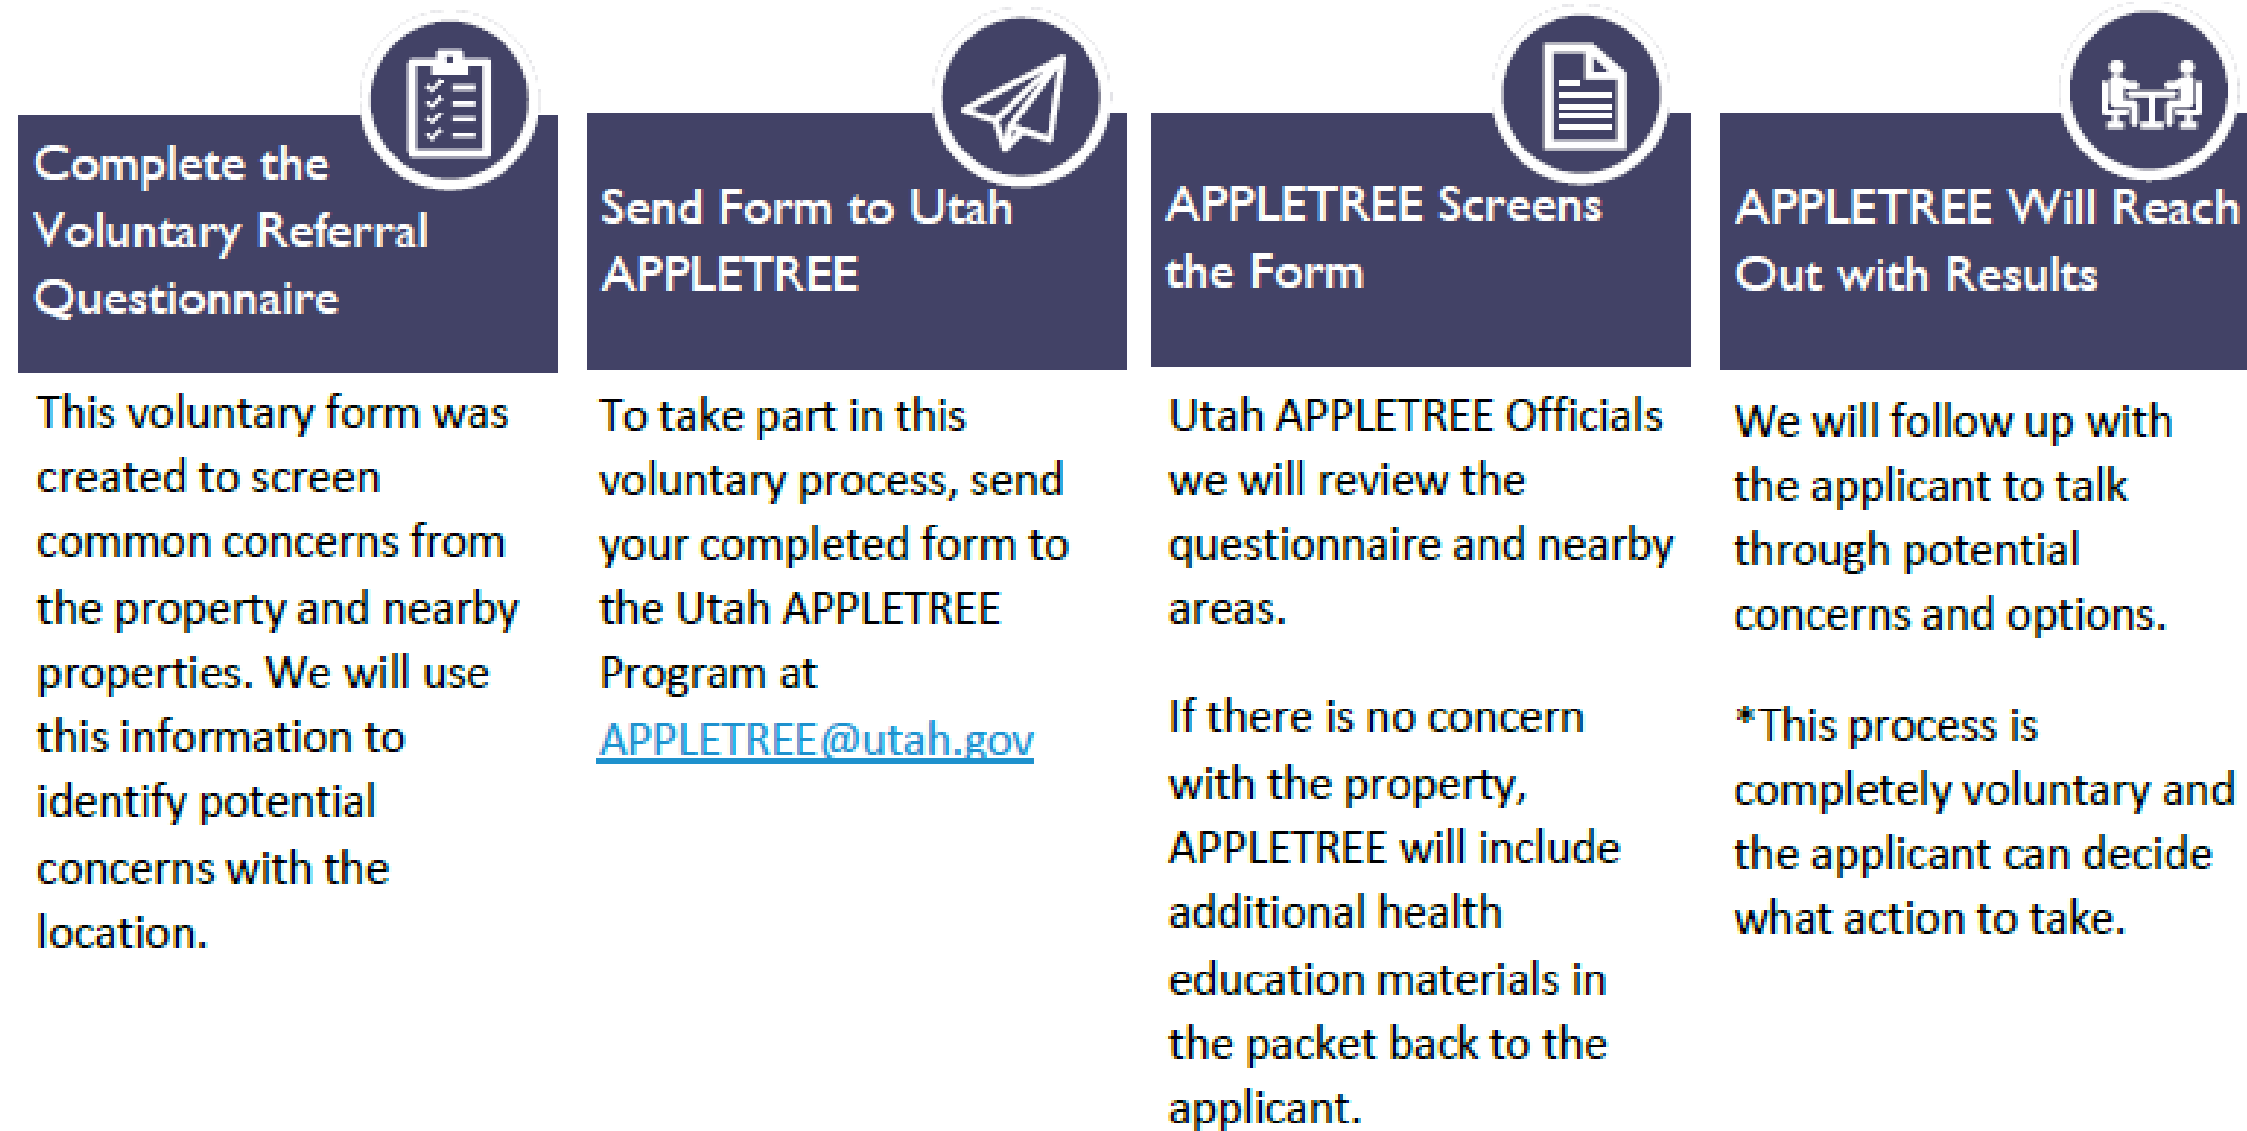 Complete the
Voluntary Referral
Questionnaire
This voluntary form was
created to screen
common concerns from
the property and nearby
properties. We will use
this information to
identify potential
concerns with the
location.
Send Form to Utah
APPLETREE
To take part in this
voluntary process, send
your completed form to
the Utah APPLETREE
Program at
APPLETREE@utah.gov
APPLETREE Screens
the Form
Utah APPLETREE Officials
we will review the
questionnaire and nearby
areas.
If there is no concern
with the property,
APPLETREE will include
additional health
education materials in
the packet back to the
applicant.
APPLETREE Will Reach
Out with Results
We will follow up with
the applicant to talk
through potential
concerns and options.
*This process is
completely voluntary and
the applicant can decide
what action to take.